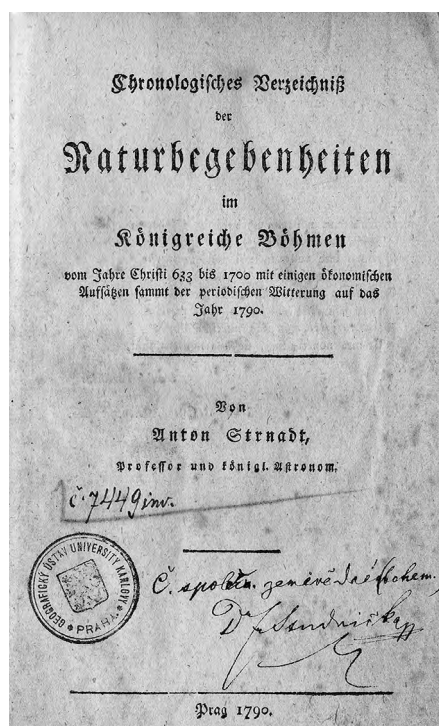 Chronologisches Verzeichniß
der
Naturbegebenheiten
im
Königreiche Böhmen
vom Jahre Christi 633 bis 1700 mit einigen ökonomischen
Aufsätzen sammt der periodischen Witterung auf das
Jahr 1790.
Von
Anton Strnadt,
Professor und königl. Astronom.
č. 7449 inv.
GEOGRAFICKÝ ÚSTAV UNIVERSITY KARLOVY
* PRAHA *
Č.
Dr
Prag 1790.